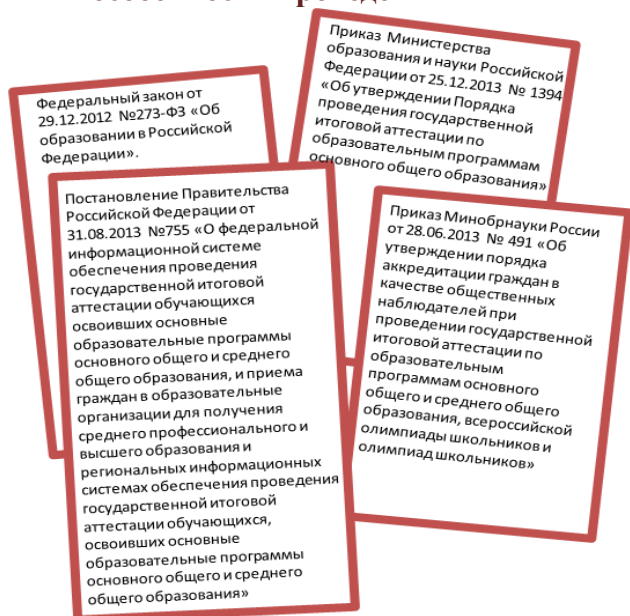 Федеральный закон от
29.12.2012 №273-ФЗ «Об
образовании в Российской
Федерации».
Приказ Министерства
образования и науки Российской
Федерации от 25.12.2013 № 1394
«Об утверждении Порядка
проведения государственной
итоговой аттестации по
образовательным программам
основного общего образования»
Постановление Правительства
Российской Федерации от
31.08.2013 №755 «О федеральной
информационной системе
обеспечения проведения
государственной итоговой
аттестации обучающихся
освоивших основные
образовательные программы
основного общего и среднего
общего образования, и приема
граждан в образовательные
организации для получения
среднего профессионального и
высшего образования и
региональных информационных
системах обеспечения проведения
государственной итоговой
аттестации обучающихся,
освоивших основные
образовательные программы
основного общего и среднего
общего образования»
Приказ Минобрнауки России
от 28.06.2013 № 491 «Об
утверждении порядка
аккредитации граждан в
качестве общественных
наблюдателей при
проведении государственной
итоговой аттестации по
образовательным
программам основного
общего и среднего общего
образования, всероссийской
олимпиады школьников и
олимпиад школьников»